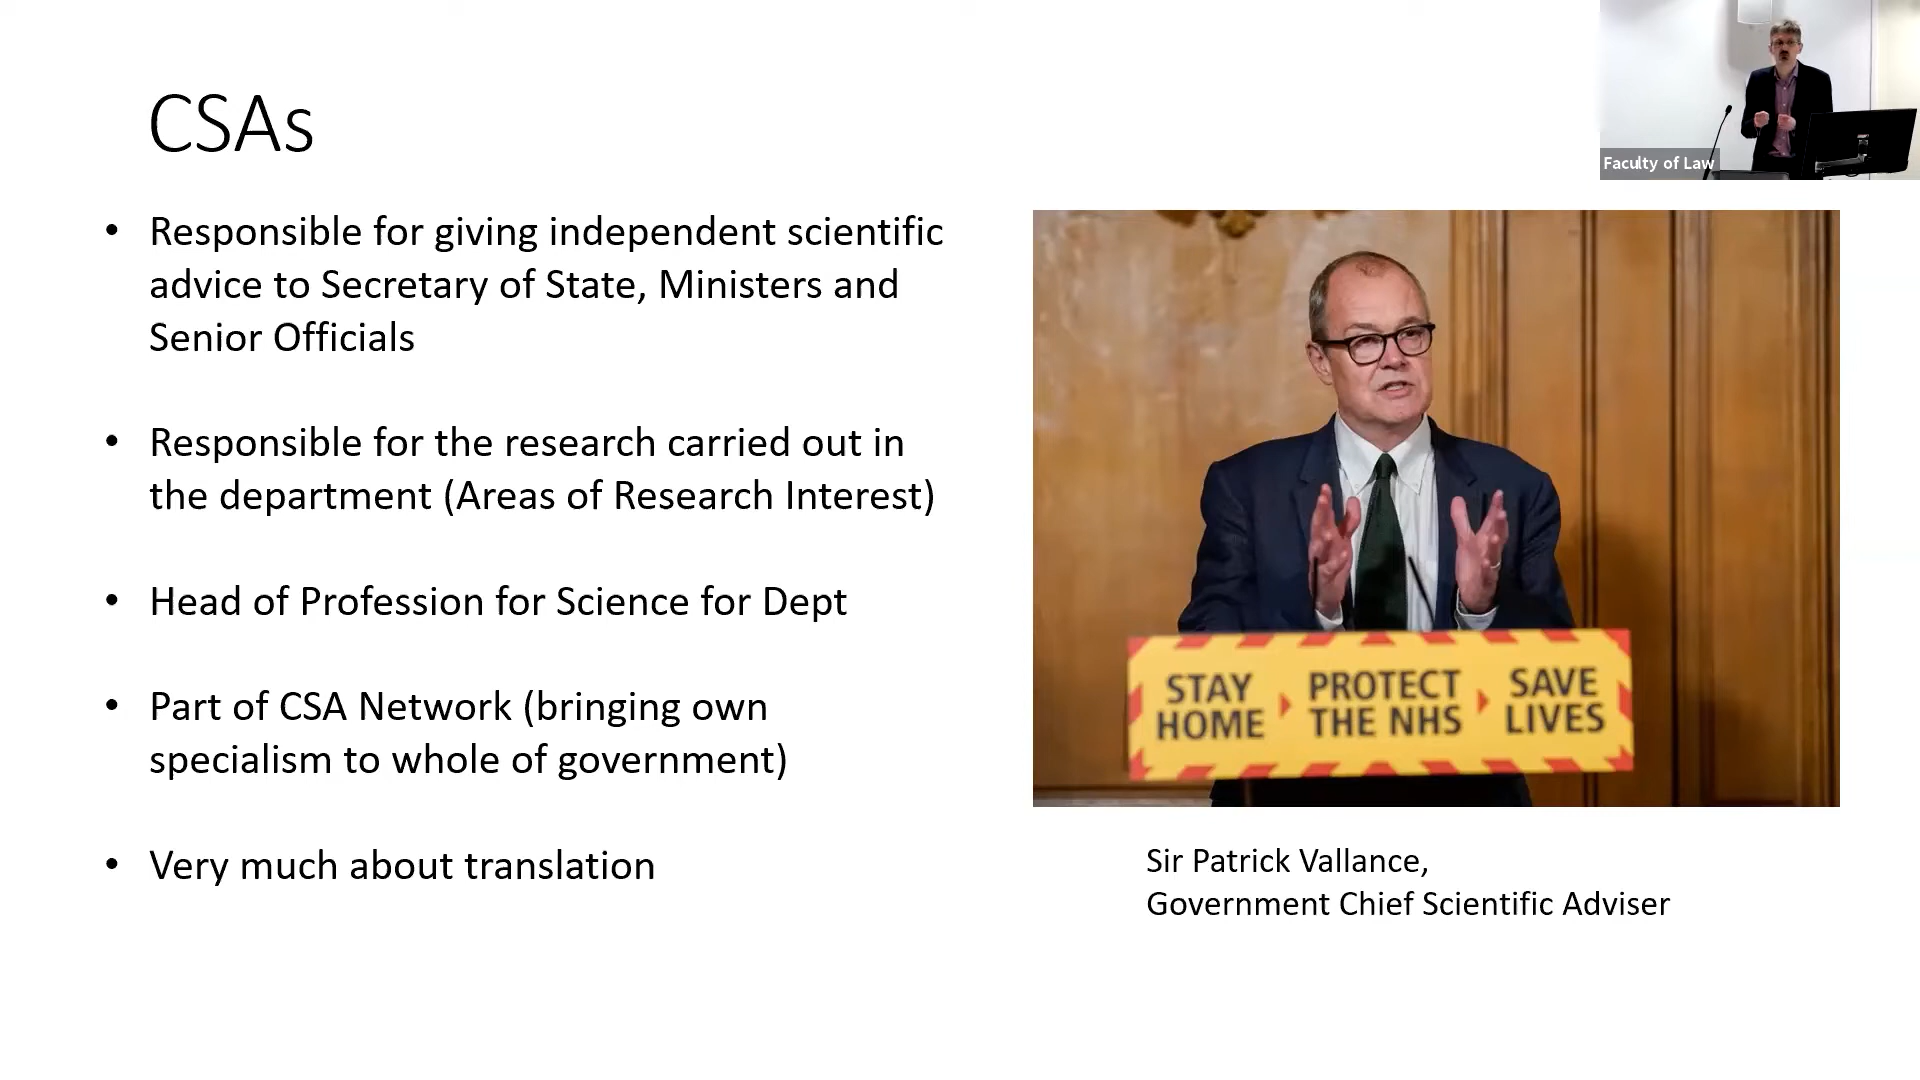 CSAs
Faculty of Law
• Responsible for giving independent scientific
advice to Secretary of State, Ministers and
Senior Officials
• Responsible for the research carried out in
the department (Areas of Research Interest)
• Head of Profession for Science for Dept
• Part of CSA Network (bringing own
specialism to whole of government)
• Very much about translation
STAY
HOME
PROTECT
THE NHS
SAVE
LIVES
Sir Patrick Vallance,
Government Chief Scientific Adviser